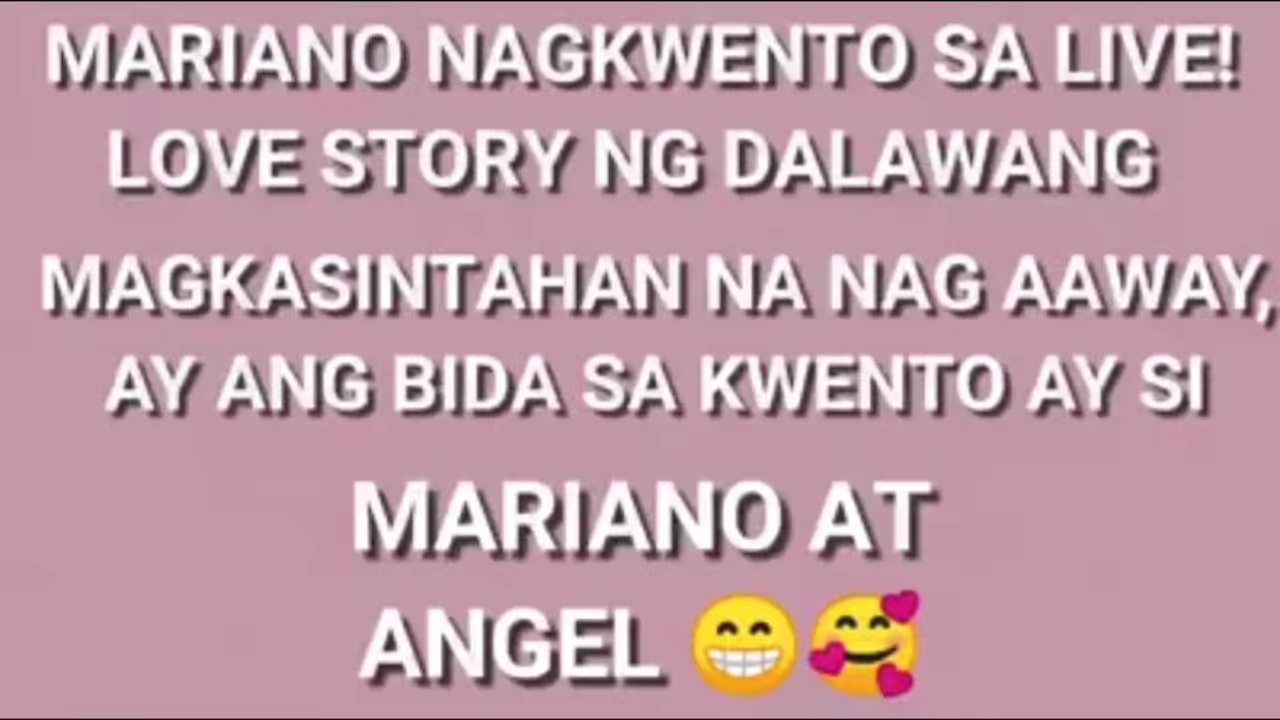 MARIANO NAGKWENTO SA LIVE!
LOVE STORY NG DALAWANG
MAGKASINTAHAN NA NAG AAWAY,
AY ANG BIDA SA KWENTO AY SI
MARIANO AT
ANGEL 😁🥰